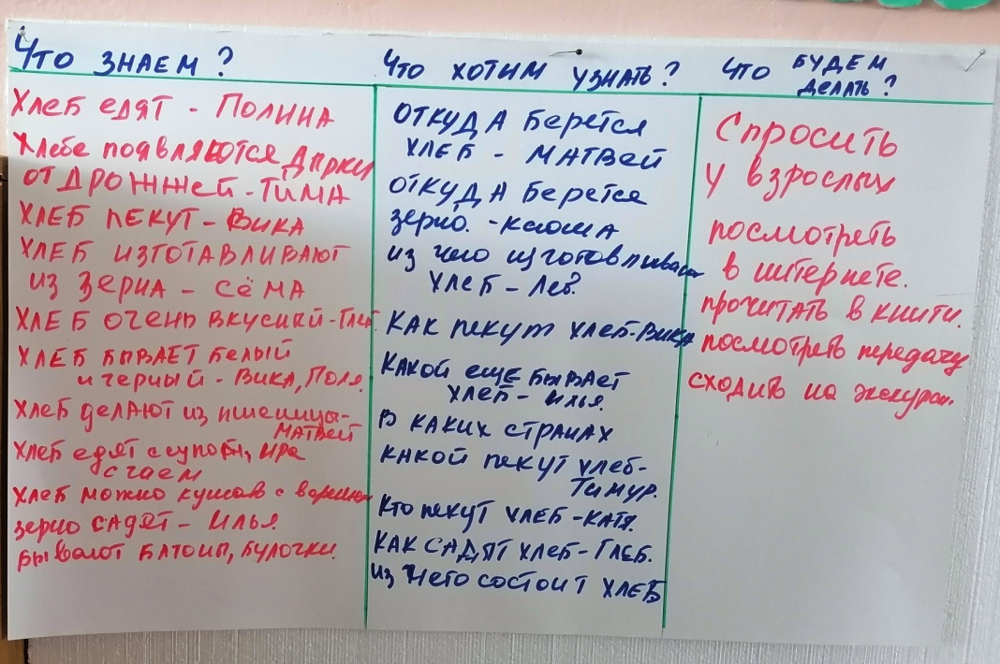 Что знаем?
Хлеб едят - Полина
Хлебе появляются дырки
от дрожжей - Тима
Хлеб пекут - Вика
Хлеб изготавливают
из зерна - Сёма
Хлеб очень вкусный - Глеб.
Хлеб бывает белый
и черный - Вика, Поля.
Хлеб делают из пшеницы -
Матвей
Хлеб едят с супом, Ира
с чаем
Хлеб можно кушать с вареньем
зерно садят - Илья.
бывают батоны, булочки.
Что хотим узнать?
Откуда берется
хлеб - Матвей
Откуда берется
зерно. - Ксюша
из чего изготавливают
хлеб - Лев.
Как пекут хлеб - Вика
Какой еще бывает
хлеб - Илья.
В каких странах
какой пекут хлеб -
Тимур.
Кто пекут хлеб - Катя.
Как садят хлеб - Глеб.
из чего состоит хлеб
Что будем
делать?
Спросить
у взрослых
посмотреть
в интернете.
прочитать в книги.
посмотреть передачу
сходить на экскурс.